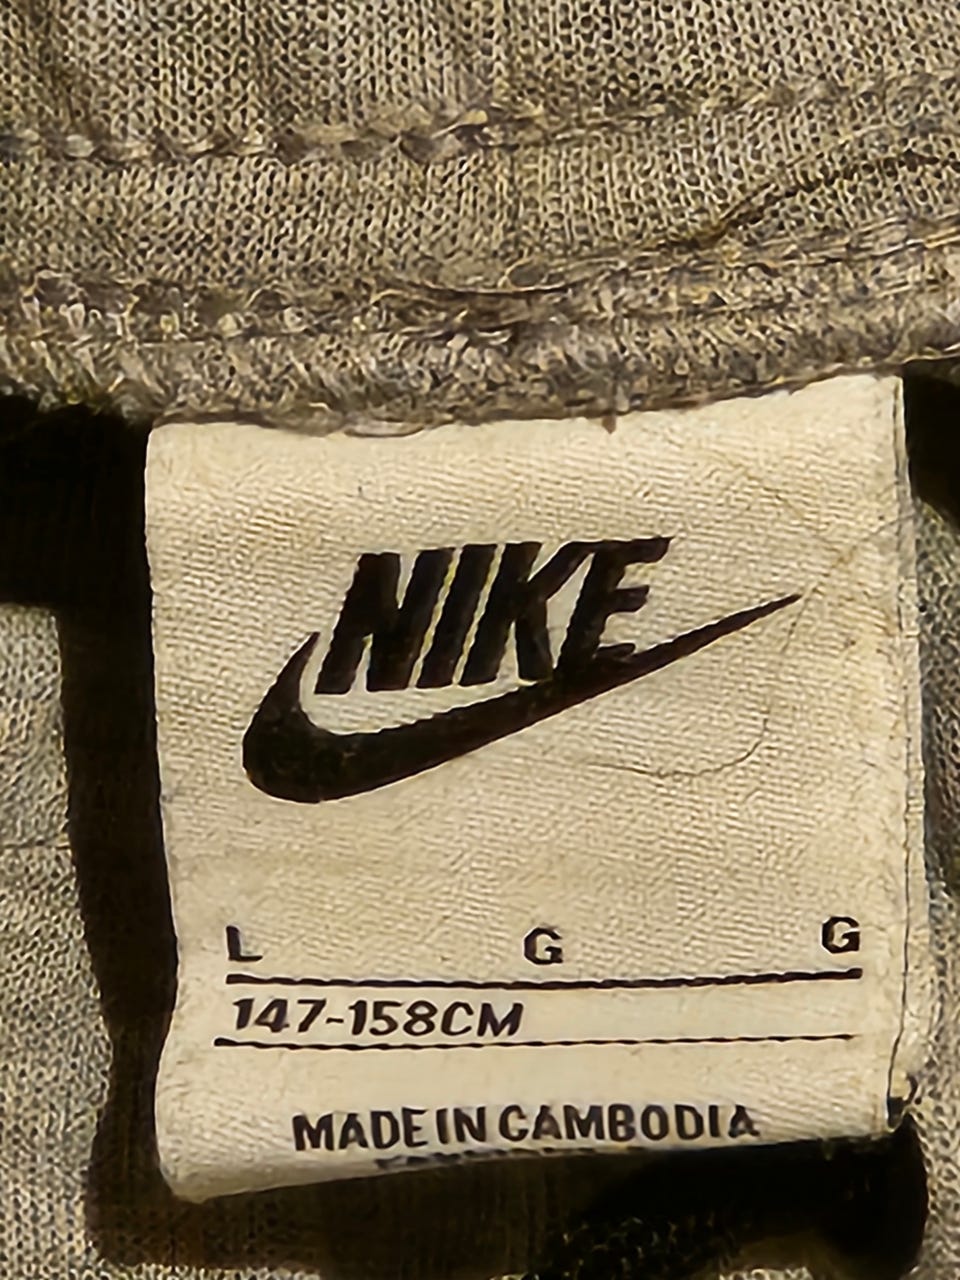 NIKE
L G G
147-158CM
MADE IN CAMBODIA